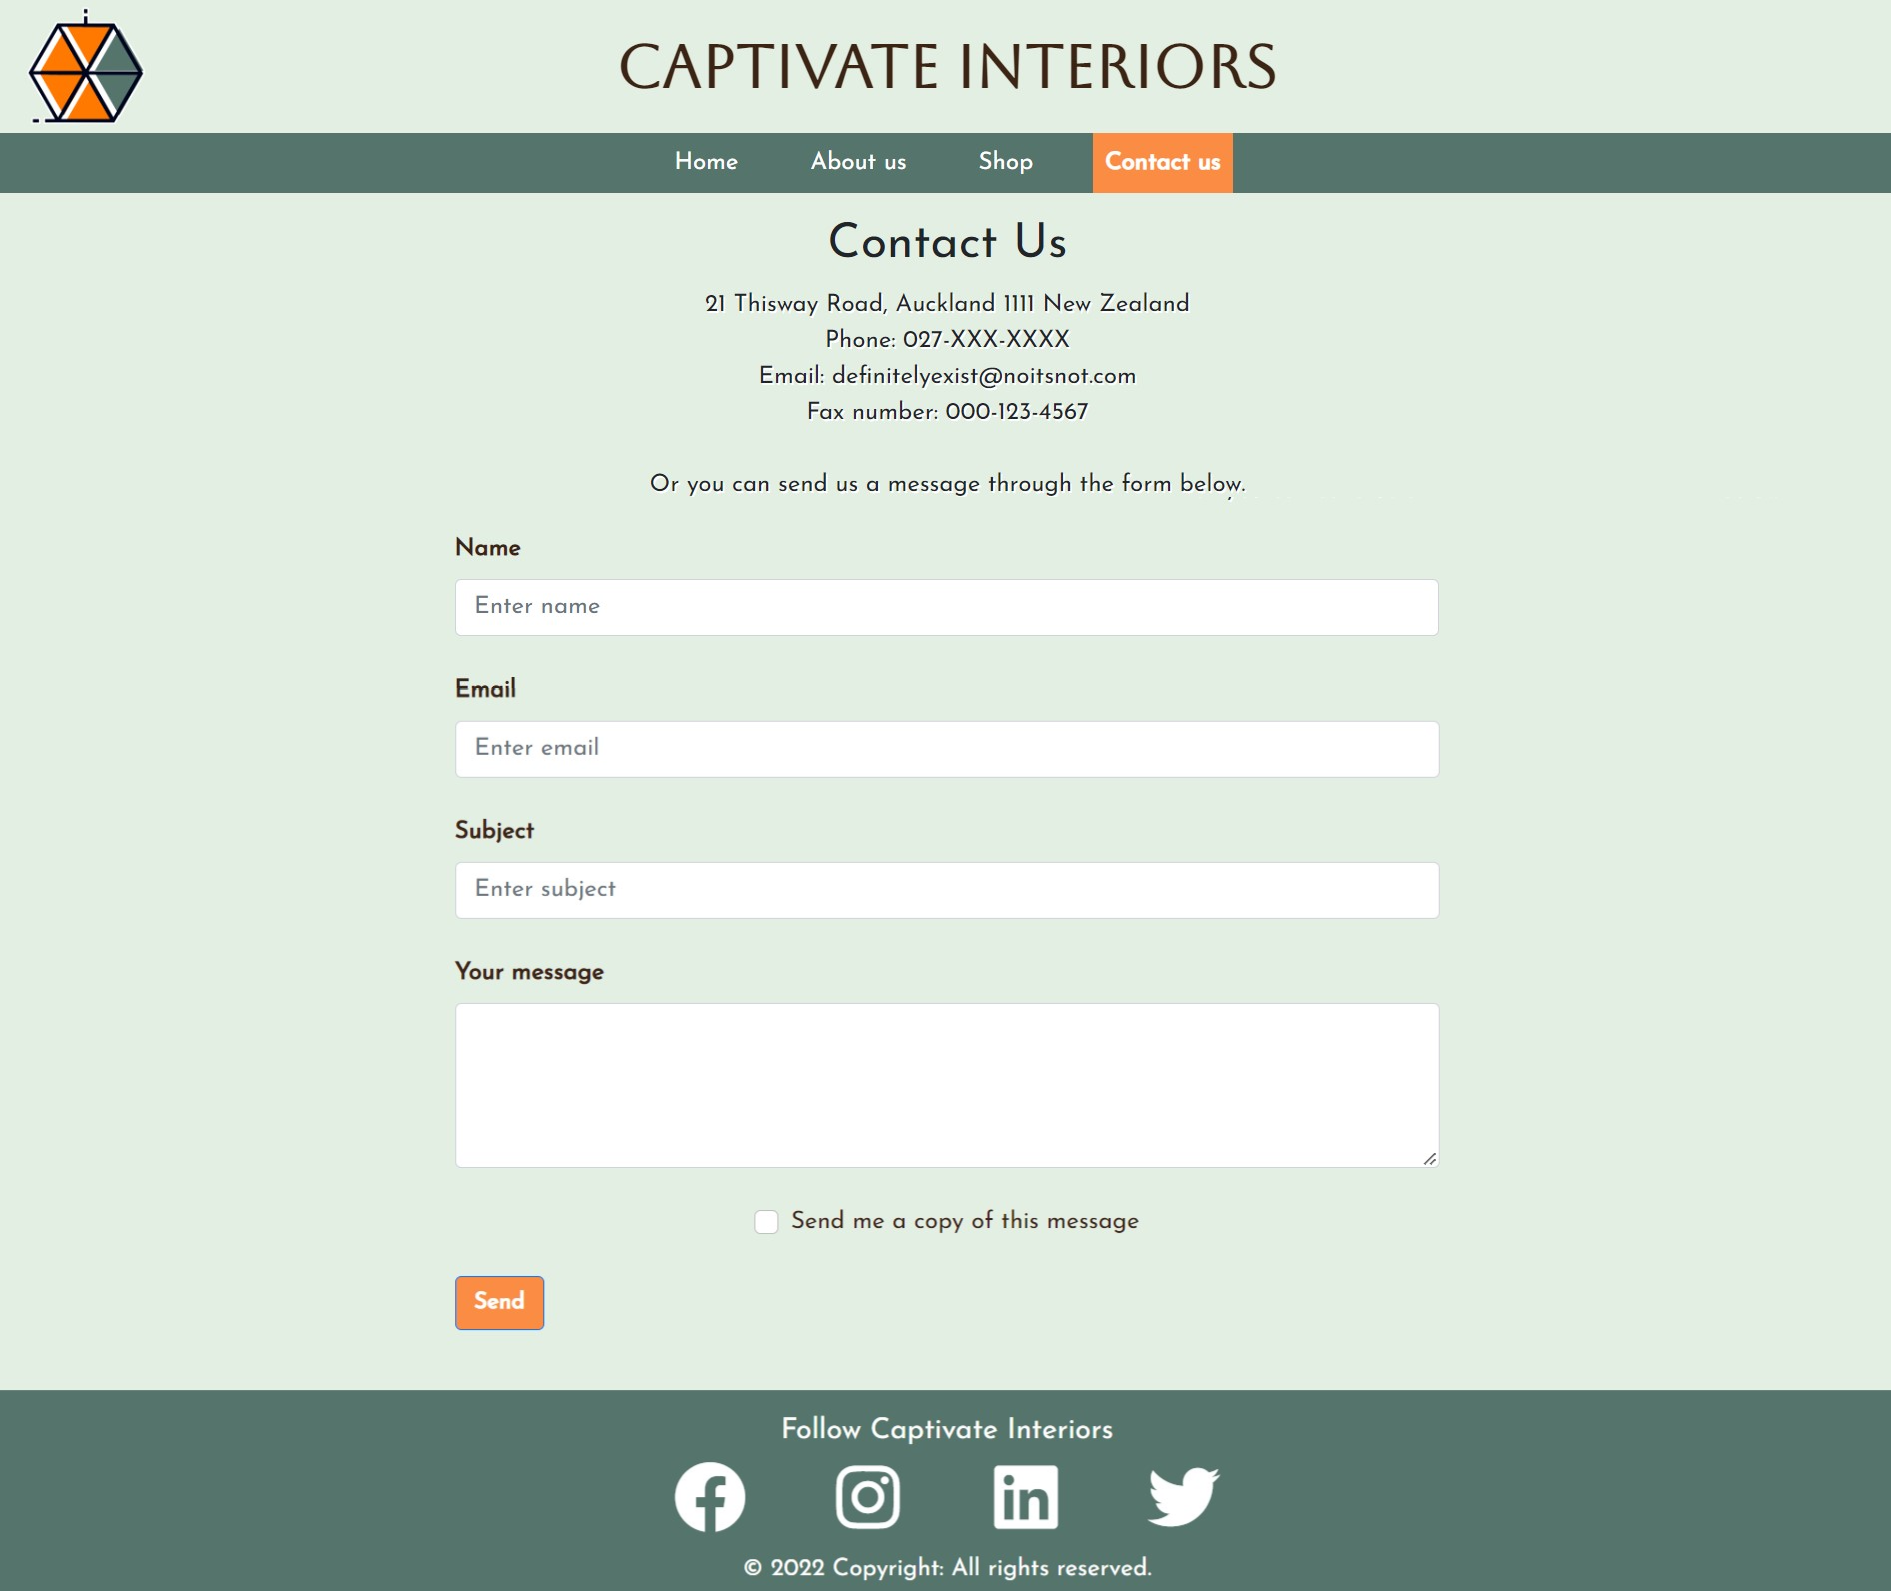 CAPTIVATE INTERIORS
Home About us Shop Contact us
Contact Us
21 Thisway Road, Auckland 1111 New Zealand
Phone: 027-XXX-XXXX
Email: definitelyexist@noitsnot.com
Fax number: 000-123-4567
Or you can send us a message through the form below.
Name
Enter name
Email
Enter email
Subject
Enter subject
Your message
Send me a copy of this message
Send
Follow Captivate Interiors
© 2022 Copyright: All rights reserved.